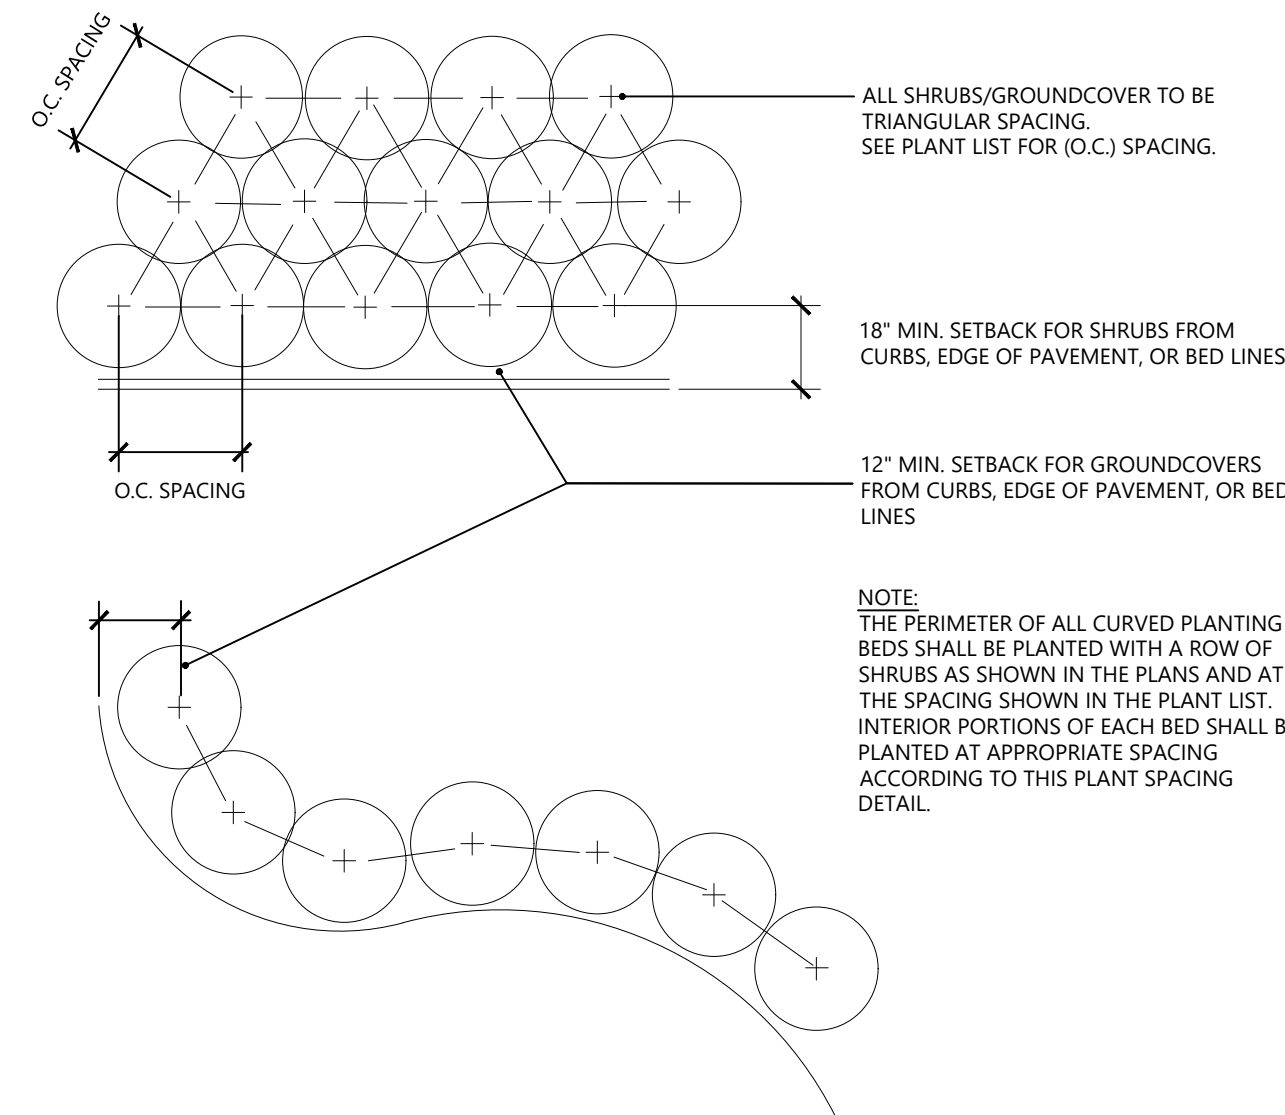 O.C. SPACING
ALL SHRUBS/GROUNDCOVER TO BE
TRIANGULAR SPACING.
SEE PLANT LIST FOR (O.C.) SPACING.
18" MIN. SETBACK FOR SHRUBS FROM
CURBS, EDGE OF PAVEMENT, OR BED LINES
12" MIN. SETBACK FOR GROUNDCOVERS
FROM CURBS, EDGE OF PAVEMENT, OR BED
LINES
O.C. SPACING
NOTE:
THE PERIMETER OF ALL CURVED PLANTING
BEDS SHALL BE PLANTED WITH A ROW OF
SHRUBS AS SHOWN IN THE PLANS AND AT
THE SPACING SHOWN IN THE PLANT LIST.
INTERIOR PORTIONS OF EACH BED SHALL B
PLANTED AT APPROPRIATE SPACING
ACCORDING TO THIS PLANT SPACING
DETAIL.